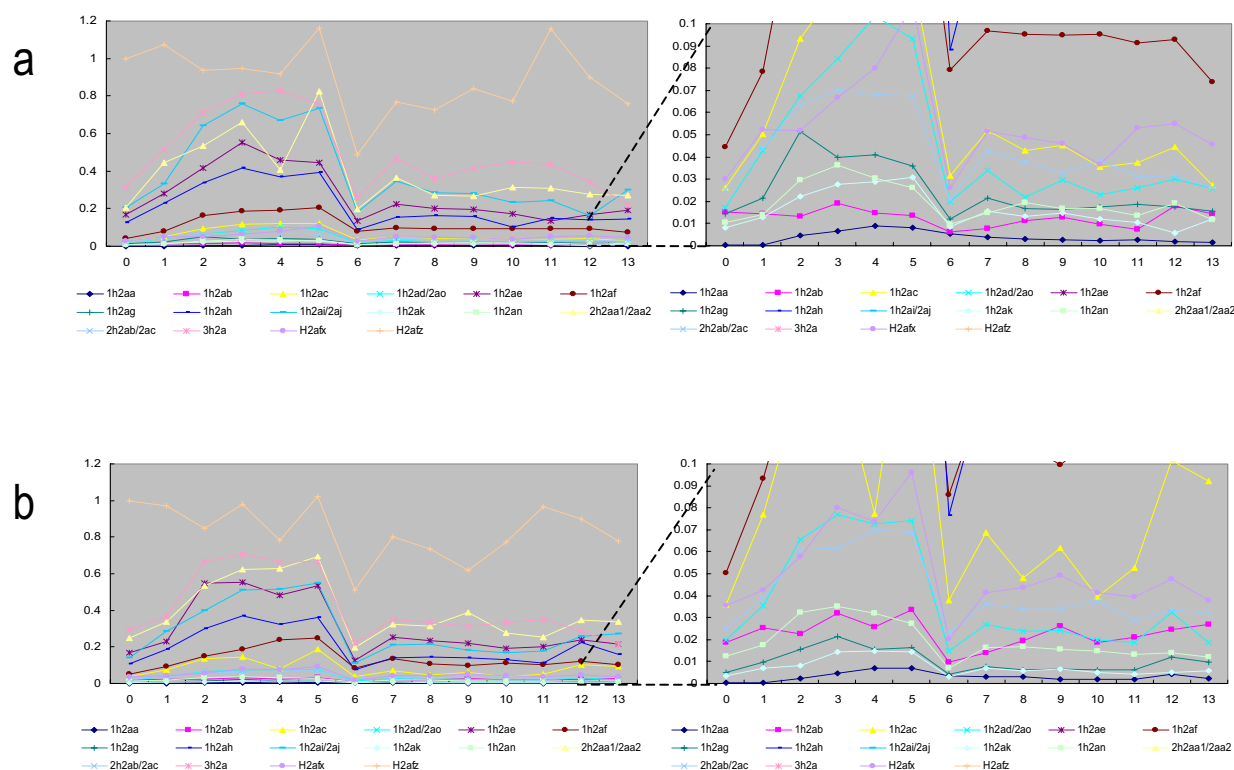 a
1.2
1
0.8
0.6
0.4
0.2
0
0 1 2 3 4 5 6 7 8 9 10 11 12 13
1h2aa 1h2ab 1h2ac 1h2ad/2ao 1h2ae 1h2af
1h2ag 1h2ah 1h2ai/2aj 1h2ak 1h2an 2h2aa1/2aa2
2h2ab/2ac 3h2a H2afx H2afz
0.1
0.09
0.08
0.07
0.06
0.05
0.04
0.03
0.02
0.01
0
0 1 2 3 4 5 6 7 8 9 10 11 12 13
1h2aa 1h2ab 1h2ac 1h2ad/2ao 1h2ae 1h2af
1h2ag 1h2ah 1h2ai/2aj 1h2ak 1h2an 2h2aa1/2aa2
2h2ab/2ac 3h2a H2afx H2afz
b
1.2
1
0.8
0.6
0.4
0.2
0
0 1 2 3 4 5 6 7 8 9 10 11 12 13
1h2aa 1h2ab 1h2ac 1h2ad/2ao 1h2ae 1h2af
1h2ag 1h2ah 1h2ai/2aj 1h2ak 1h2an 2h2aa1/2aa2
2h2ab/2ac 3h2a H2afx H2afz
0.1
0.09
0.08
0.07
0.06
0.05
0.04
0.03
0.02
0.01
0
0 1 2 3 4 5 6 7 8 9 10 11 12 13
1h2aa 1h2ab 1h2ac 1h2ad/2ao 1h2ae 1h2af
1h2ag 1h2ah 1h2ai/2aj 1h2ak 1h2an 2h2aa1/2aa2
2h2ab/2ac 3h2a H2afx H2afz